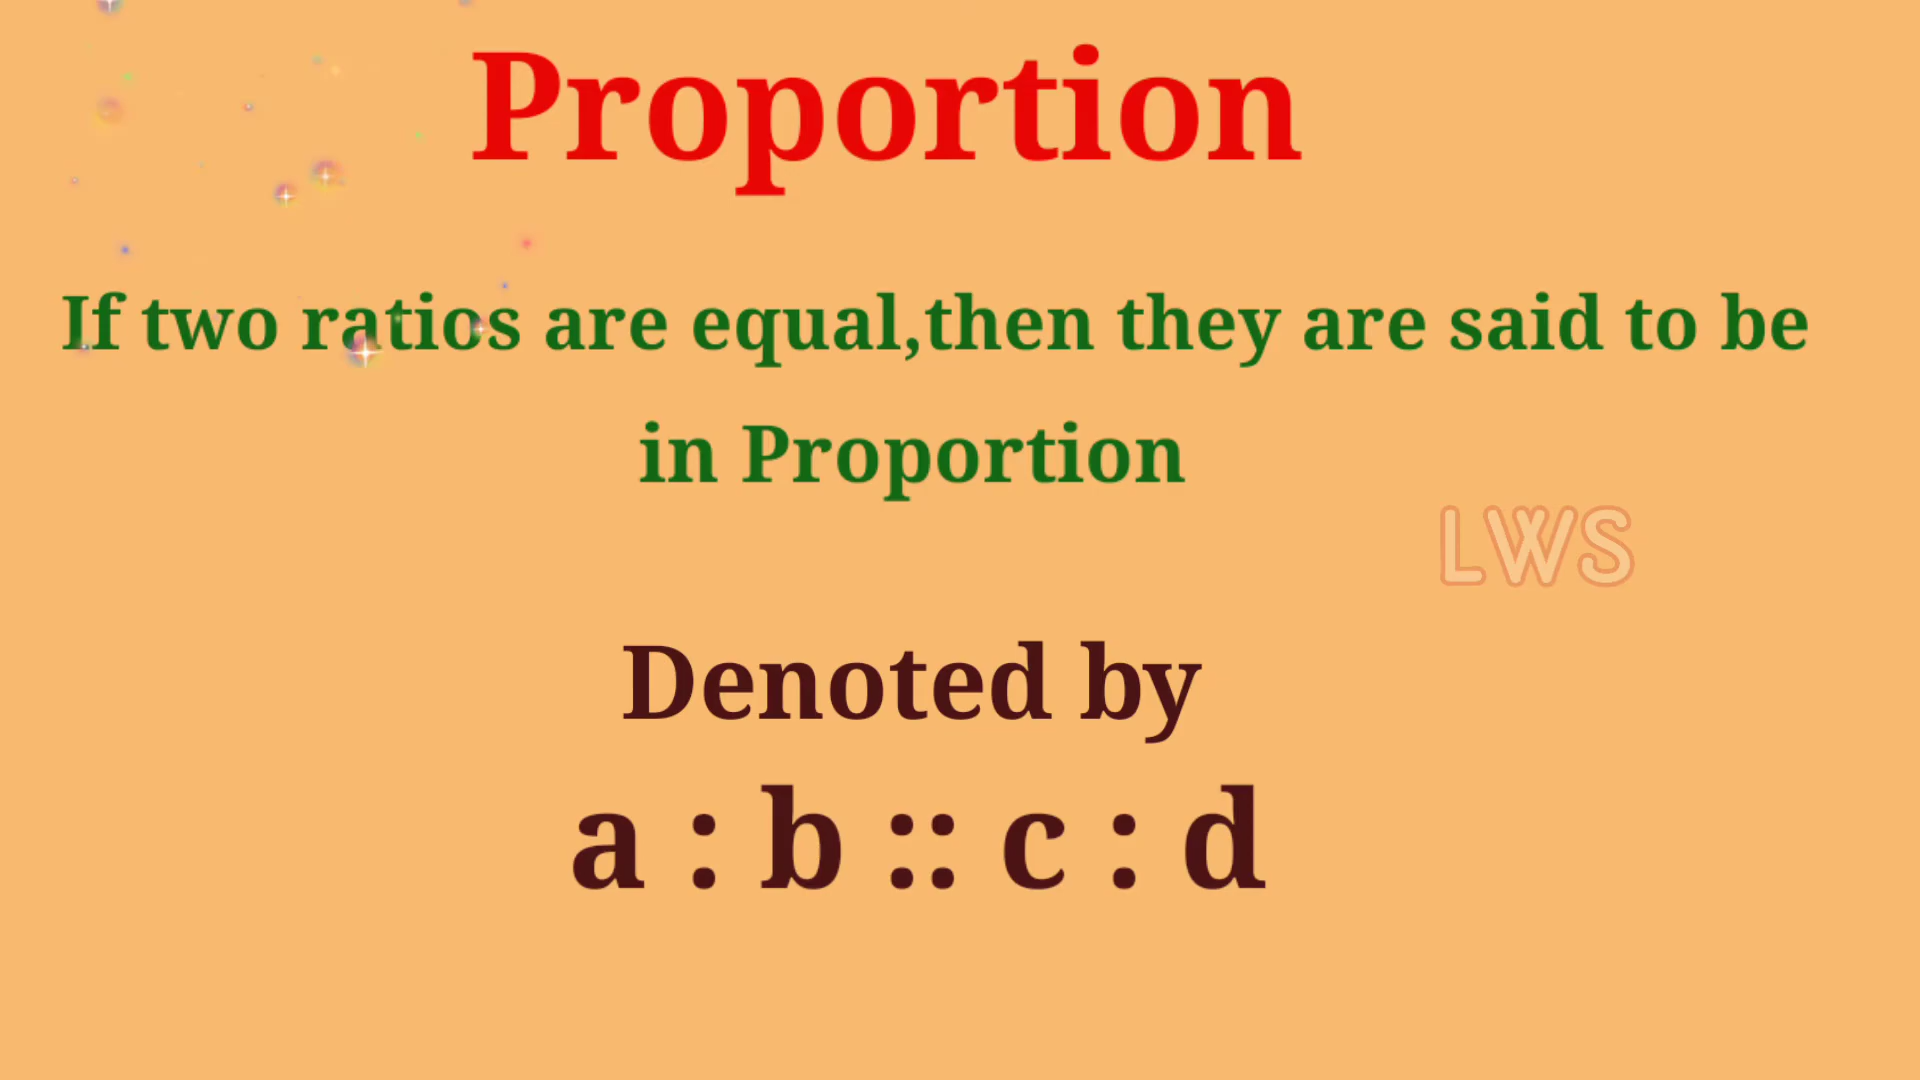 Proportion
If two ratios are equal,then they are said to be
in Proportion
LWS
Denoted by
a : b :: c : d